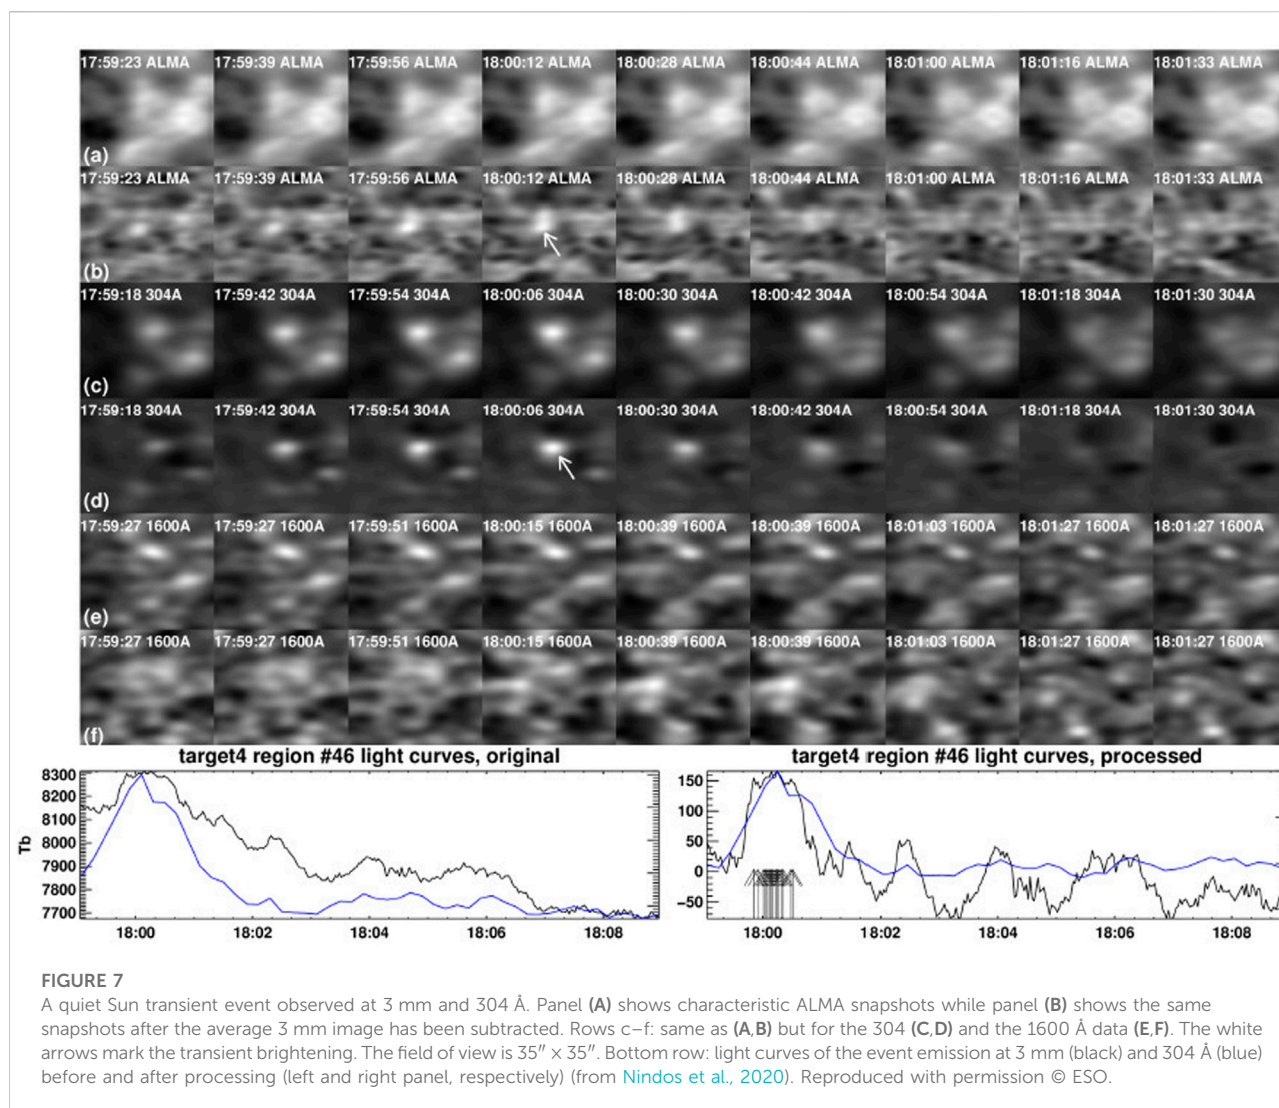 17:59:23 ALMA 17:59:39 ALMA 17:59:56 ALMA 18:00:12 ALMA 18:00:28 ALMA 18:00:44 ALMA 18:01:00 ALMA 18:01:16 ALMA 18:01:33 ALMA
(a)
17:59:23 ALMA 17:59:39 ALMA 17:59:56 ALMA 18:00:12 ALMA 18:00:28 ALMA 18:00:44 ALMA 18:01:00 ALMA 18:01:16 ALMA 18:01:33 ALMA
(b)
17:59:18 304A 17:59:42 304A 17:59:54 304A 18:00:06 304A 18:00:30 304A 18:00:42 304A 18:00:54 304A 18:01:18 304A 18:01:30 304A
(c)
17:59:18 304A 17:59:42 304A 17:59:54 304A 18:00:06 304A 18:00:30 304A 18:00:42 304A 18:00:54 304A 18:01:18 304A 18:01:30 304A
(d)
17:59:27 1600A 17:59:27 1600A 17:59:51 1600A 18:00:15 1600A 18:00:39 1600A 18:00:39 1600A 18:01:03 1600A 18:01:27 1600A 18:01:27 1600A
(e)
17:59:27 1600A 17:59:27 1600A 17:59:51 1600A 18:00:15 1600A 18:00:39 1600A 18:00:39 1600A 18:01:03 1600A 18:01:27 1600A 18:01:27 1600A
(f)
target4 region #46 light curves, original
8300
8200
8100
8000
7900
7800
7700
Tb
18:00 18:02 18:04 18:06 18:08
target4 region #46 light curves, processed
150
100
50
0
−50
18:00 18:02 18:04 18:06 18:08
FIGURE 7
A quiet Sun transient event observed at 3 mm and 304 Å. Panel (A) shows characteristic ALMA snapshots while panel (B) shows the same
snapshots after the average 3 mm image has been subtracted. Rows c–f: same as (A,B) but for the 304 (C,D) and the 1600 Å data (E,F). The white
arrows mark the transient brightening. The field of view is 35″ × 35″. Bottom row: light curves of the event emission at 3 mm (black) and 304 Å (blue)
before and after processing (left and right panel, respectively) (from Nindos et al., 2020). Reproduced with permission © ESO.